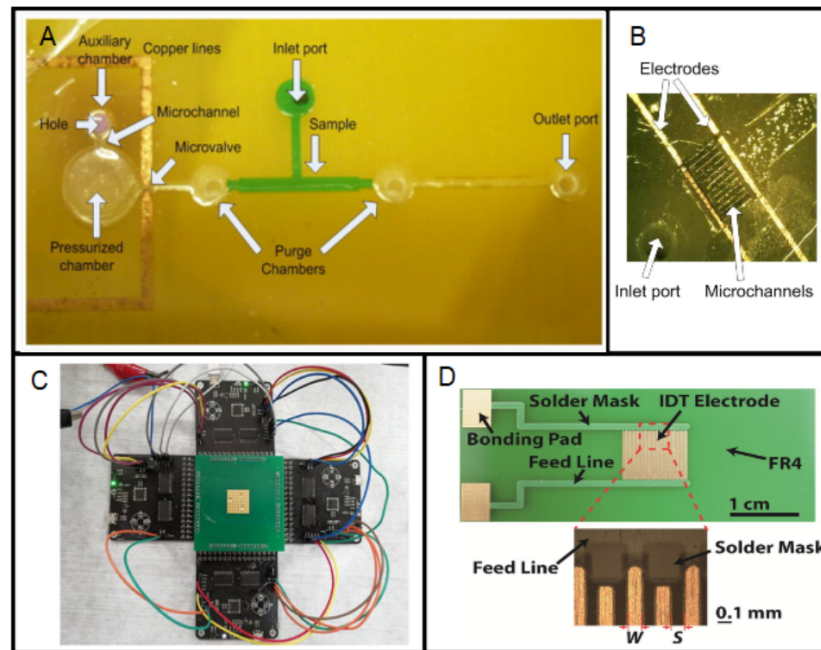 A
Auxiliary
chamber
Copper lines
Inlet port
Microchannel
Hole
Sample
Outlet port
Microvalve
Pressurized
chamber
Purge
Chambers
B
Electrodes
Inlet port
Microchannels
C
D
Solder Mask
IDT Electrode
Bonding Pad
Feed Line
FR4
1 cm
Feed Line
Solder Mask
0.1 mm
W
S